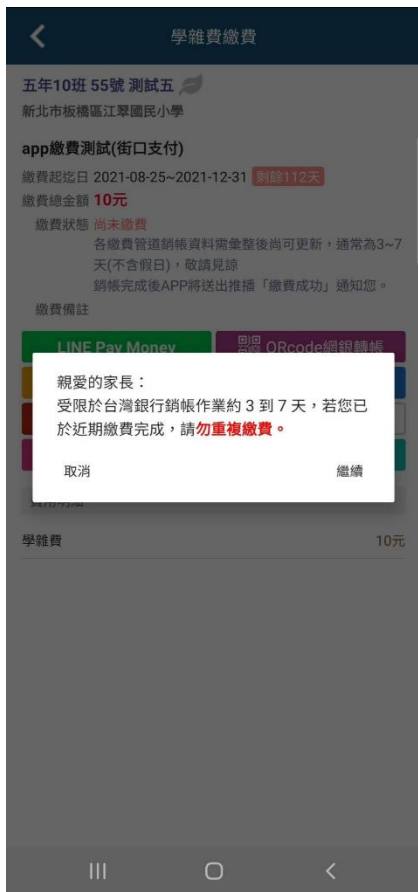 學雜費繳費
五年10班 55號 測試五
新北市板橋區江翠國民小學
app繳費測試(街口支付)
繳費起迄日 2021-08-25~2021-12-31 剩餘112天
繳費總金額 10元
繳費狀態 尚未繳費
各繳費管道銷帳資料需彙整後尚可更新，通常為3~7
天(不含假日)，敬請見諒
銷帳完成後APP將送出推播「繳費成功」通知您。
繳費備註
LINE Pay Money
QRcode網銀轉帳
親愛的家長：
受限於台灣銀行銷帳作業約 3 到 7 天，若您已
於近期繳費完成，請勿重複繳費。
取消
繼續
費用明細
學雜費
10元